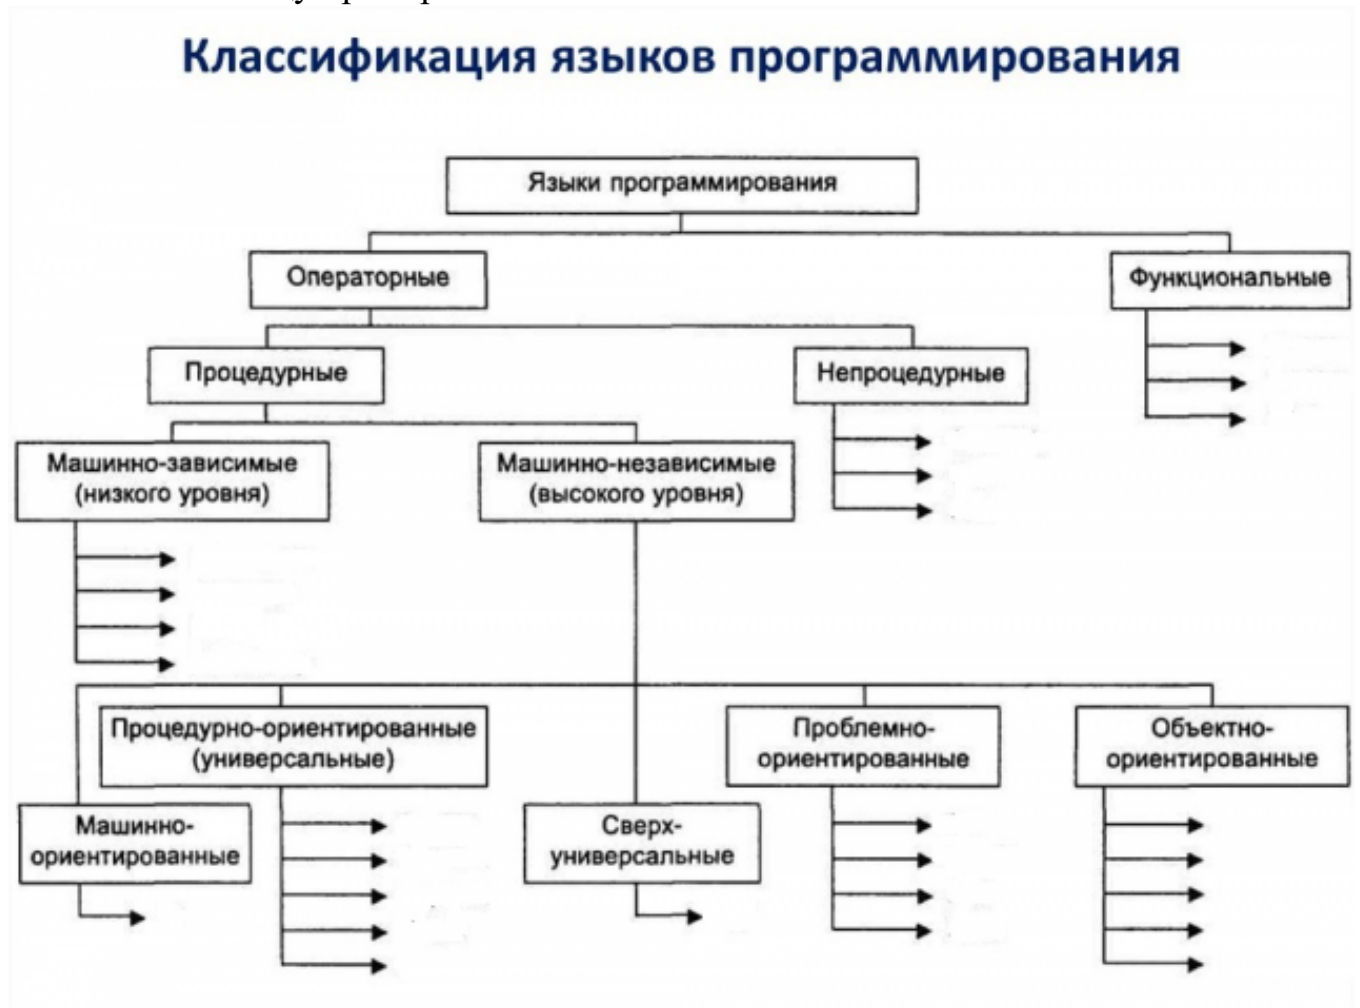 Классификация языков программирования
Языки программирования
Операторные
Функциональные
Процедурные
Непроцедурные
Машинно-зависимые
(низкого уровня)
Машинно-независимые
(высокого уровня)
Процедурно-ориентированные
(универсальные)
Проблемно-
ориентированные
Объектно-
ориентированные
Машинно-
ориентированные
Сверх-
универсальные